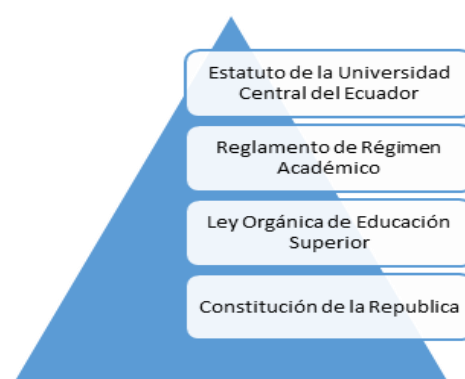 Estatuto de la Universidad
Central del Ecuador
Reglamento de Régimen
Académico
Ley Orgánica de Educación
Superior
Constitución de la Republica